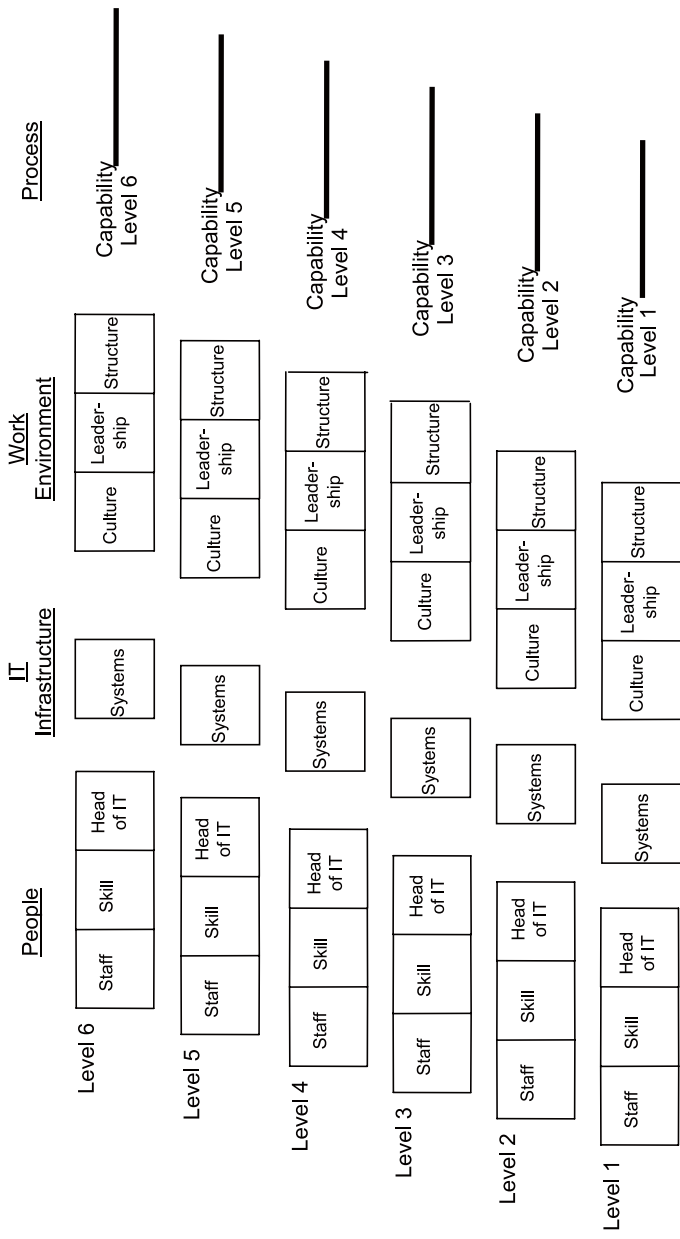 People
IT
Infrastructure
Work
Environment
Process
Level 6
Staff
Skill
Head
of IT
Systems
Culture
Leader-
ship
Structure
Capability
Level 6
Level 5
Staff
Skill
Head
of IT
Systems
Culture
Leader-
ship
Structure
Capability
Level 5
Level 4
Staff
Skill
Head
of IT
Systems
Culture
Leader-
ship
Structure
Capability
Level 4
Level 3
Staff
Skill
Head
of IT
Systems
Culture
Leader-
ship
Structure
Capability
Level 3
Level 2
Staff
Skill
Head
of IT
Systems
Culture
Leader-
ship
Structure
Capability
Level 2
Level 1
Staff
Skill
Head
of IT
Systems
Culture
Leader-
ship
Structure
Capability
Level 1